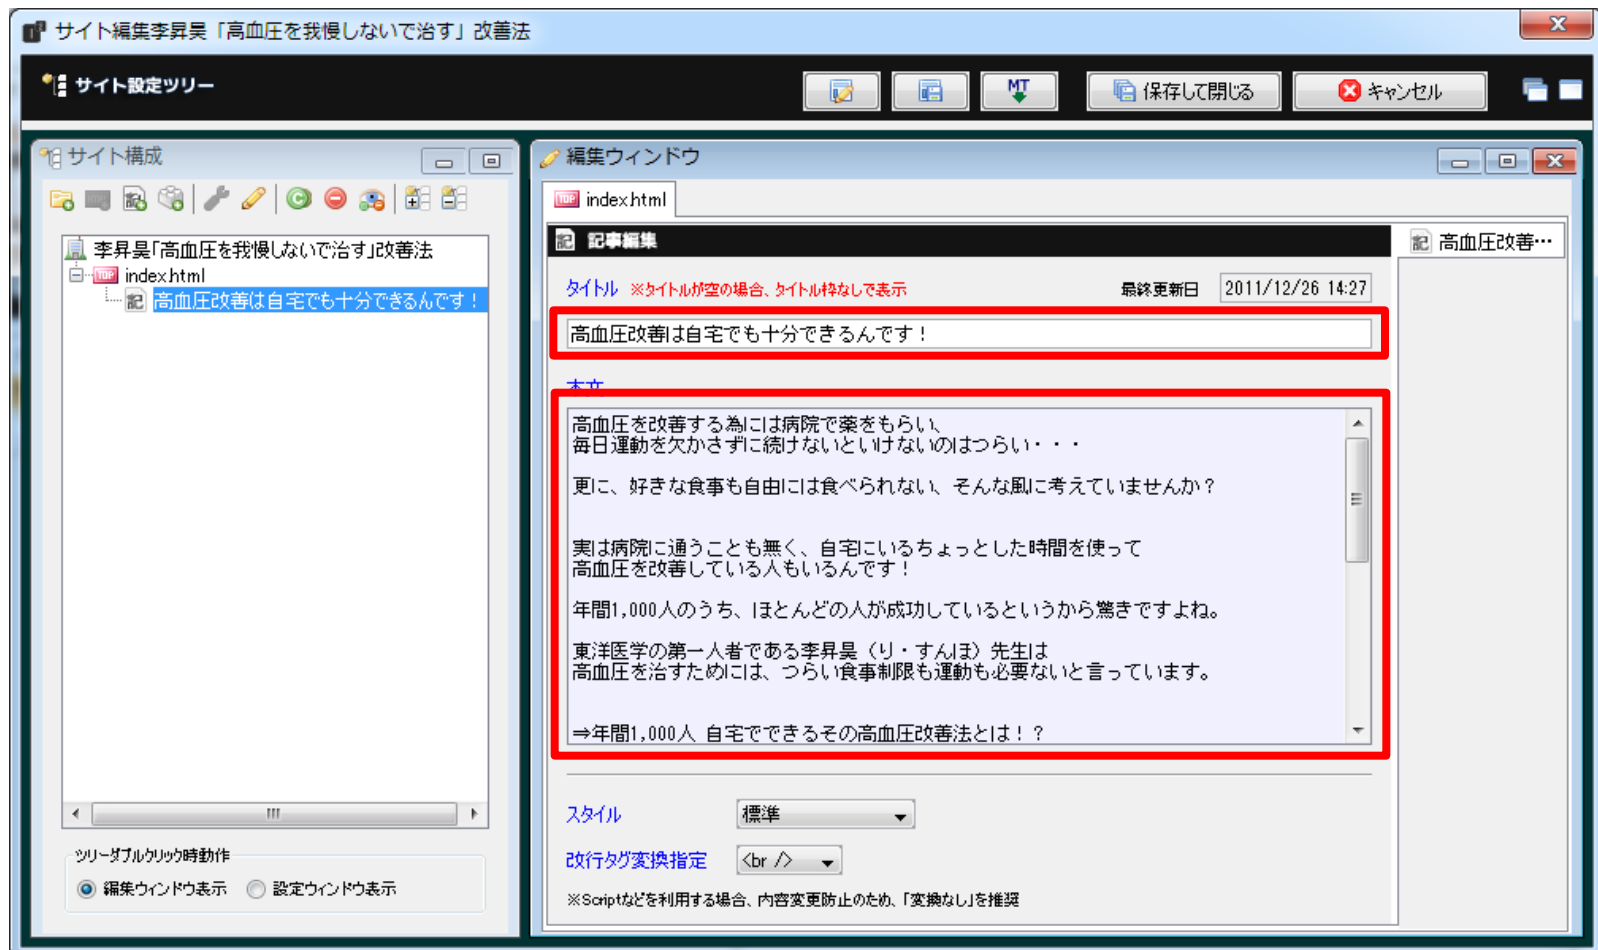 サイト編集李昇昊「高血圧を我慢しないで治す」改善法
サイト設定ツリー
MT
保存して閉じる
キャンセル
サイト構成
李昇昊「高血圧を我慢しないで治す」改善法
TOP index.html
記 高血圧改善は自宅でも十分できるんです！
ツリーダブルクリック時動作
編集ウィンドウ表示
設定ウィンドウ表示
編集ウィンドウ
TOP index.html
記 記事編集
記 高血圧改善…
タイトル ※タイトルが空の場合、タイトル枠なしで表示
最終更新日 2011/12/26 14:27
高血圧改善は自宅でも十分できるんです！
本文
高血圧を改善する為には病院で薬をもらい、
毎日運動を欠かさずに続けないといけないのはつらい・・・
更に、好きな食事も自由には食べられない、そんな風に考えていませんか？
実は病院に通うことも無く、自宅にいるちょっとした時間を使って
高血圧を改善している人もいるんです！
年間1,000人のうち、ほとんどの人が成功しているというから驚きですよね。
東洋医学の第一人者である李昇昊（り・すんほ）先生は
高血圧を治すためには、つらい食事制限も運動も必要ないと言っています。
⇒年間1,000人 自宅でできるその高血圧改善法とは！？
スタイル 標準
改行タグ変換指定 <br />
※Scriptなどを利用する場合、内容変更防止のため、「変換なし」を推奨